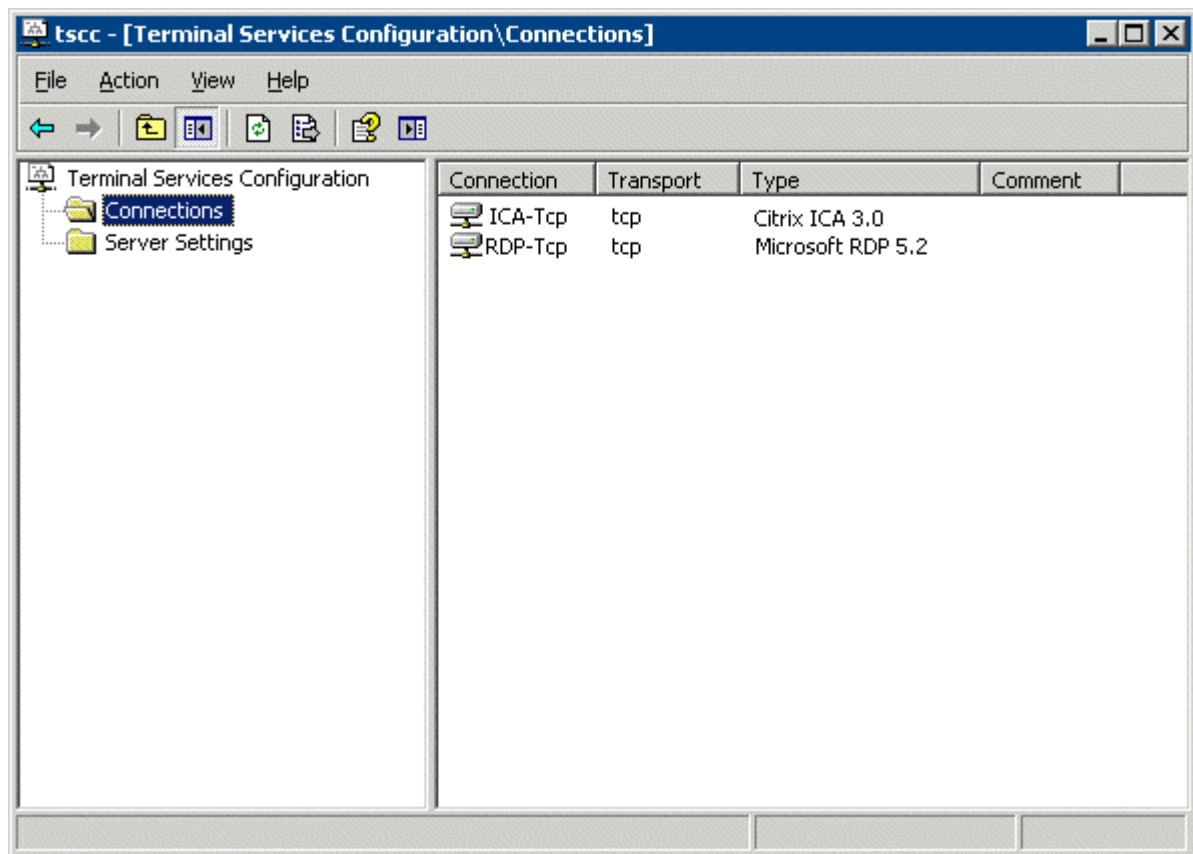 tscc - [Terminal Services Configuration\Connections]
File Action View Help
Terminal Services Configuration
Connections
Server Settings
Connection Transport Type Comment
ICA-Tcp tcp Citrix ICA 3.0
RDP-Tcp tcp Microsoft RDP 5.2